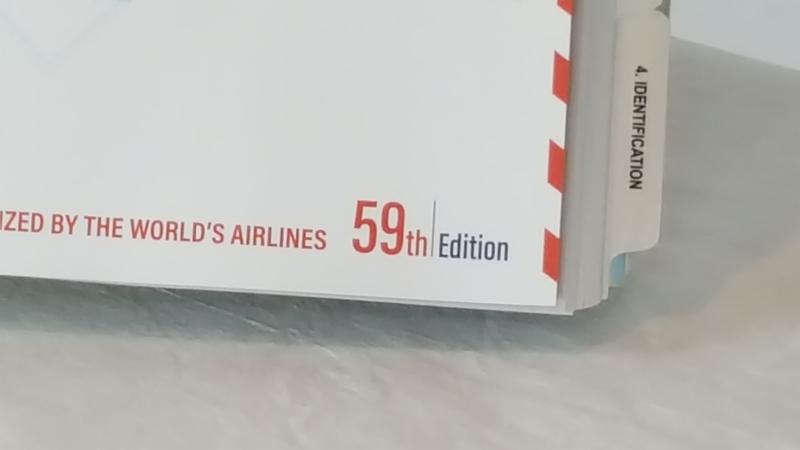 IZED BY THE WORLD'S AIRLINES 59th Edition
4. IDENTIFICATION